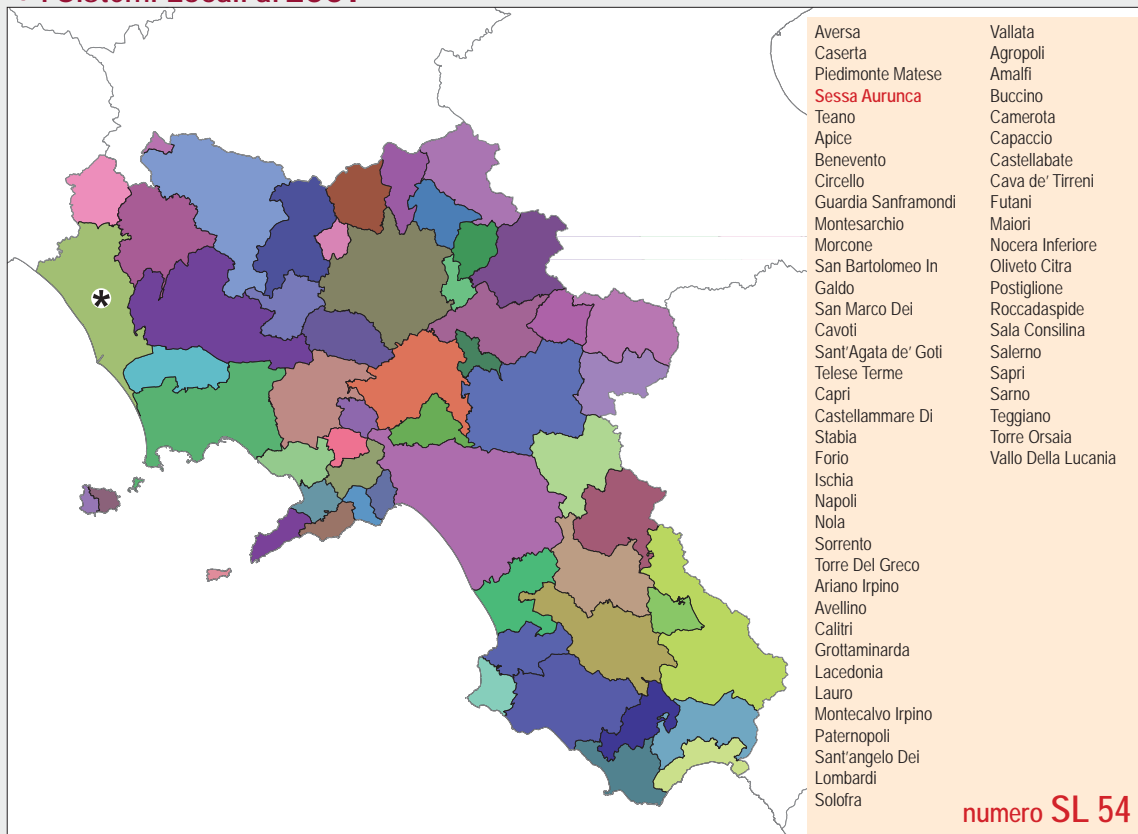 Aversa
Caserta
Piedimonte Matese
Sessa Aurunca
Teano
Apice
Benevento
Circello
Guardia Sanframondi
Montesarchio
Morcone
San Bartolomeo In
Galdo
San Marco Dei
Cavoti
Sant'Agata de' Goti
Telese Terme
Capri
Castellammare Di
Stabia
Forio
Ischia
Napoli
Nola
Sorrento
Torre Del Greco
Ariano Irpino
Avellino
Calitri
Grottaminarda
Lacedonia
Lauro
Montecalvo Irpino
Paternopoli
Sant'angelo Dei
Lombardi
Solofra
Vallata
Agropoli
Amalfi
Buccino
Camerota
Capaccio
Castellabate
Cava de' Tirreni
Futani
Maiori
Nocera Inferiore
Oliveto Citra
Postiglione
Roccadaspide
Sala Consilina
Salerno
Sapri
Sarno
Teggiano
Torre Orsaia
Vallo Della Lucania
numero SL 54
*